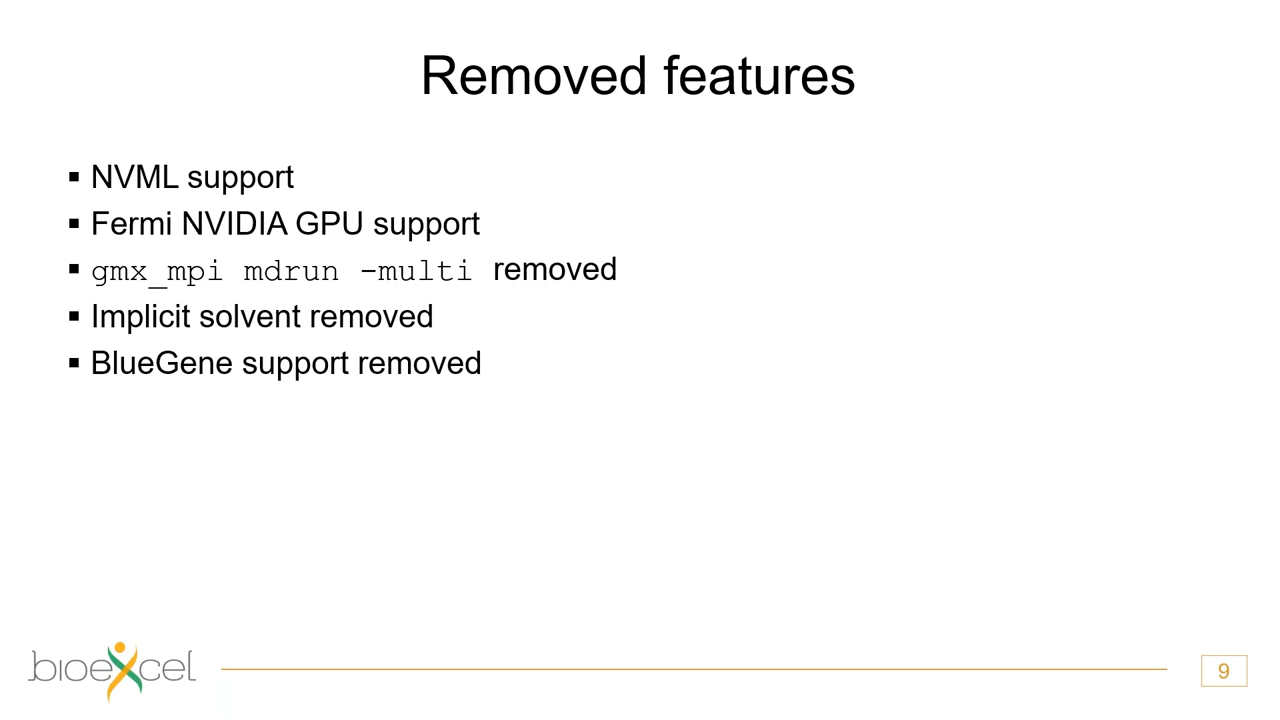 Removed features
▪ NVML support
▪ Fermi NVIDIA GPU support
▪ gmx_mpi mdrun -multi removed
▪ Implicit solvent removed
▪ BlueGene support removed
bioexcel
9